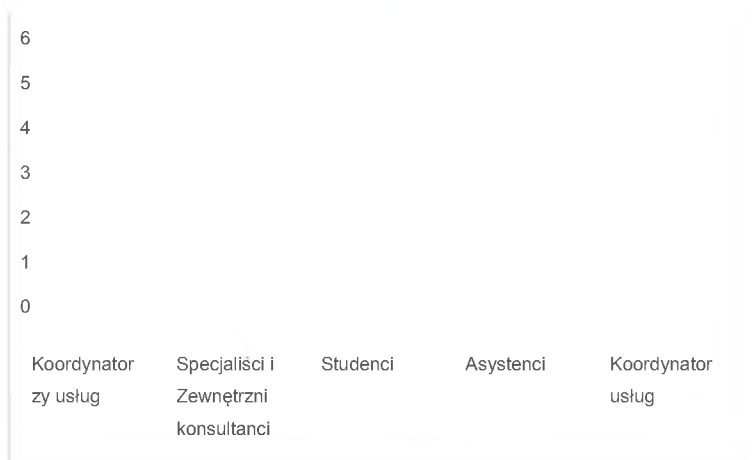 6
5
4
3
2
1
0
Koordynator
zy usług
Specjaliści i
Zewnętrzni
konsultanci
Studenci
Asystenci
Koordynator
usług